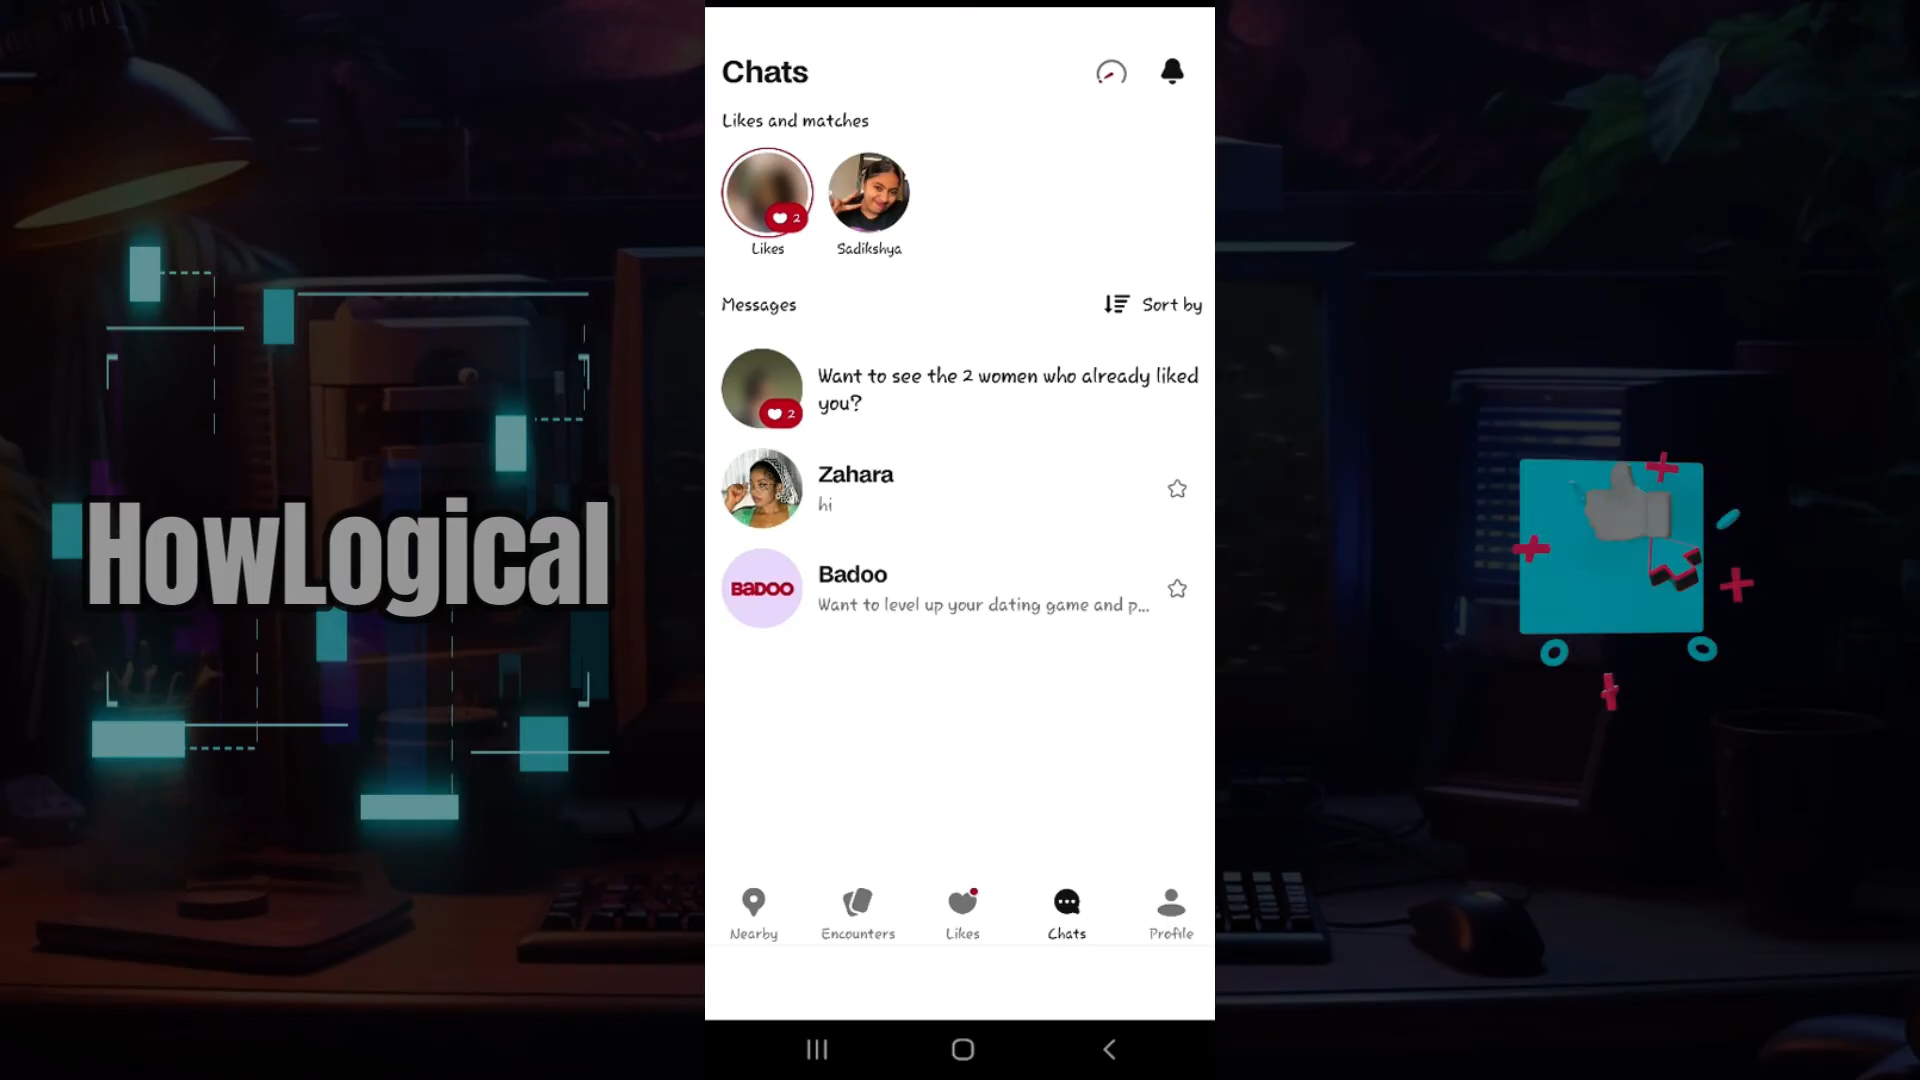 HowLogical
Chats
Likes and matches
2
Likes
Sadikshya
Messages
Sort by
2
Want to see the 2 women who already liked
you?
Zahara
hi
BADOO
Badoo
Want to level up your dating game and p...
Nearby
Encounters
Likes
Chats
Profile